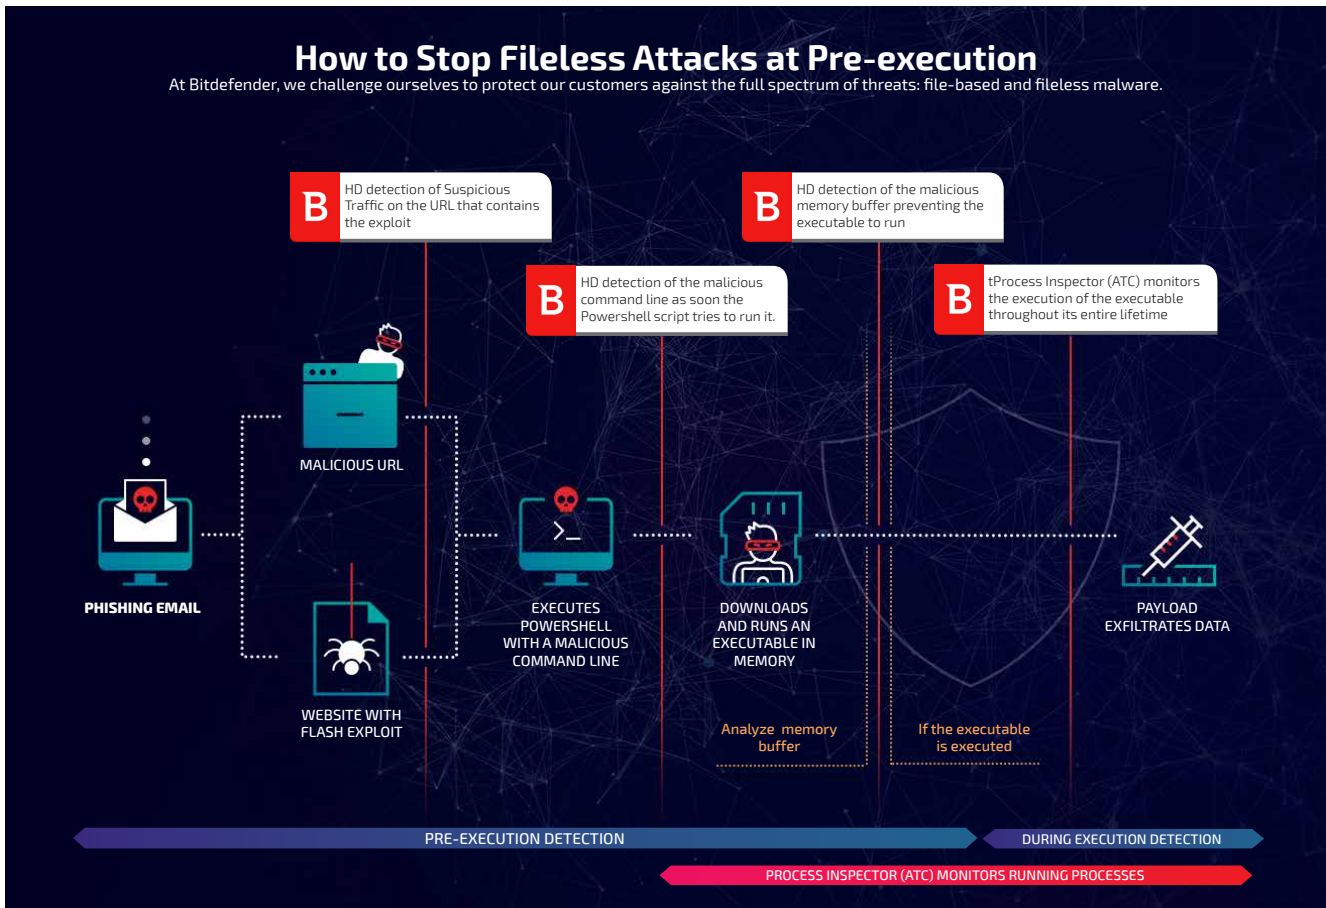 How to Stop Fileless Attacks at Pre-execution
At Bitdefender, we challenge ourselves to protect our customers against the full spectrum of threats: file-based and fileless malware.
B
HD detection of Suspicious
Traffic on the URL that contains
the exploit
B
HD detection of the malicious
memory buffer preventing the
executable to run
B
HD detection of the malicious
command line as soon the
Powershell script tries to run it.
B
tProcess Inspector (ATC) monitors
the execution of the executable
throughout its entire lifetime
MALICIOUS URL
>_
PHISHING EMAIL
EXECUTES
POWERSHELL
WITH A MALICIOUS
COMMAND LINE
DOWNLOADS
AND RUNS AN
EXECUTABLE IN
MEMORY
PAYLOAD
EXFILTRATES DATA
WEBSITE WITH
FLASH EXPLOIT
Analyze memory
buffer
If the executable
is executed
PRE-EXECUTION DETECTION
DURING EXECUTION DETECTION
PROCESS INSPECTOR (ATC) MONITORS RUNNING PROCESSES